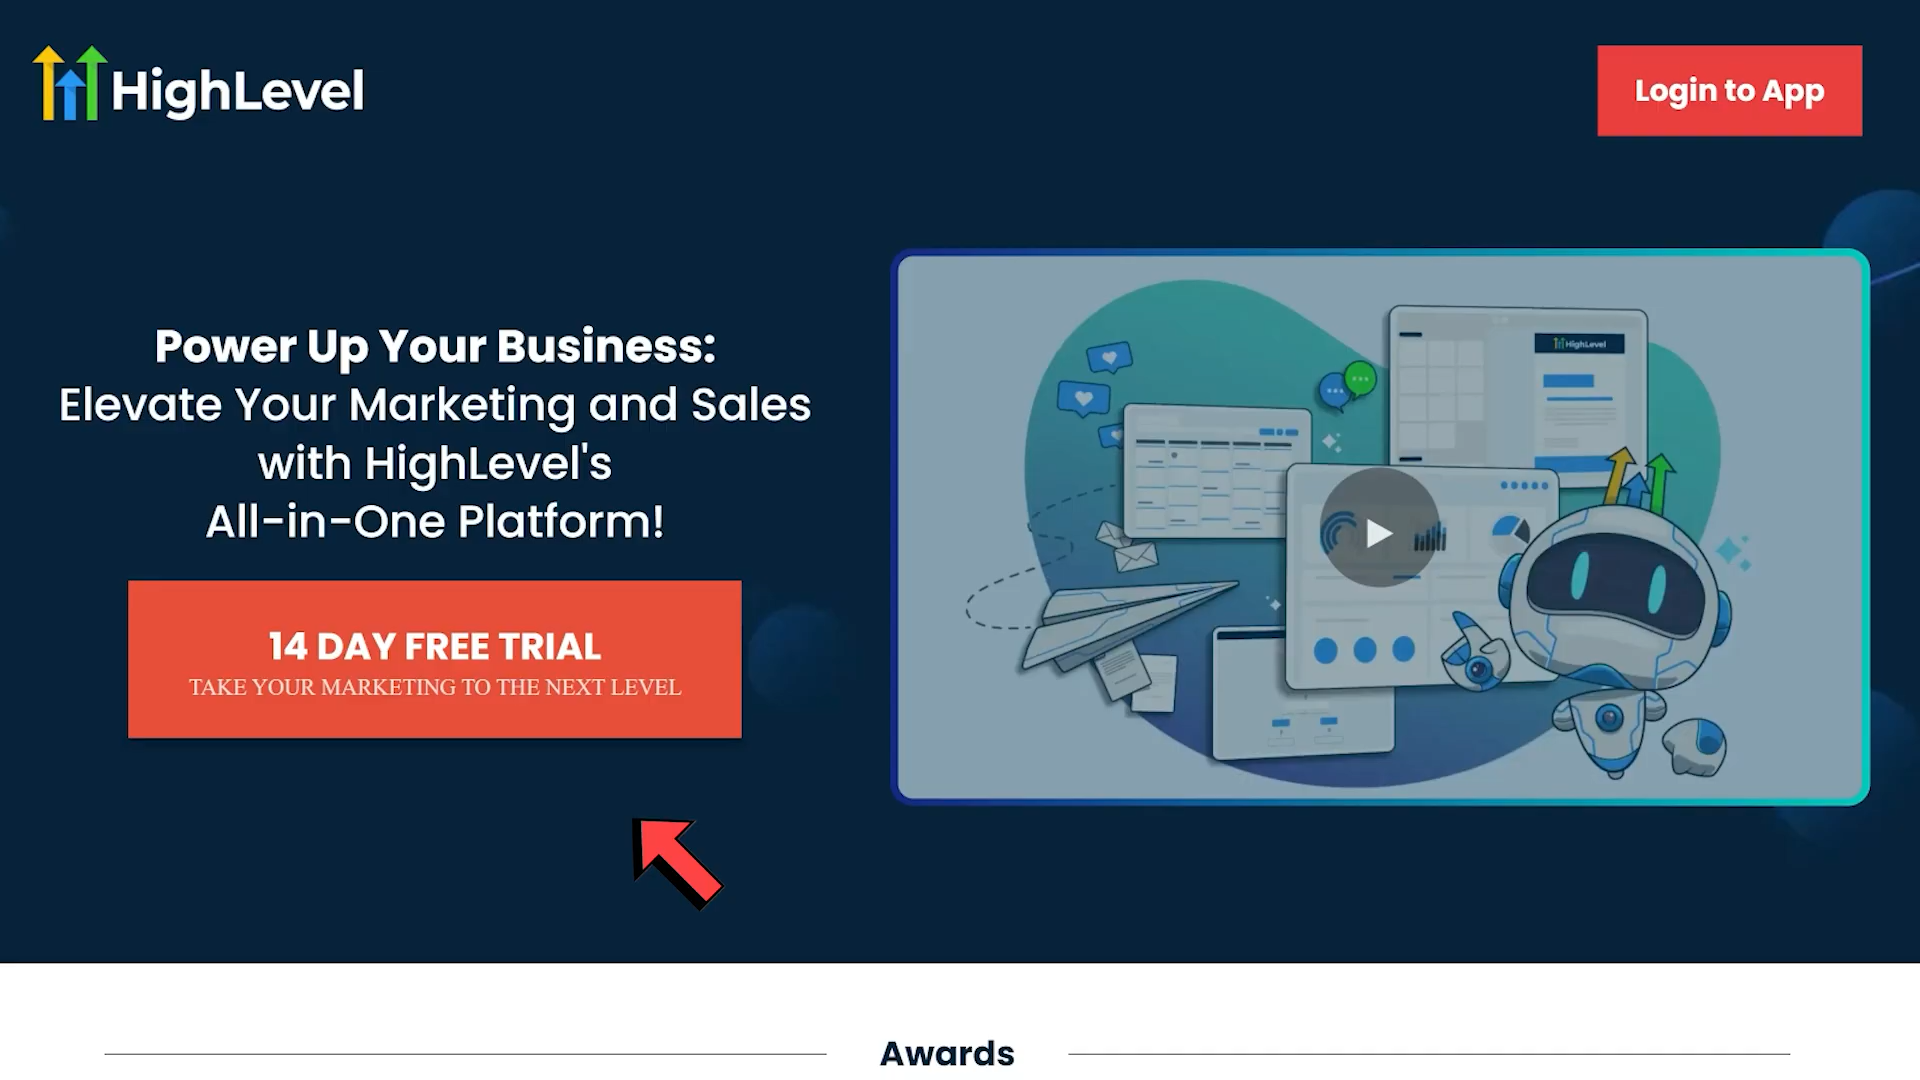 HighLevel
Login to App
Power Up Your Business:
Elevate Your Marketing and Sales
with HighLevel's
All-in-One Platform!
14 DAY FREE TRIAL
TAKE YOUR MARKETING TO THE NEXT LEVEL
HighLevel
Awards